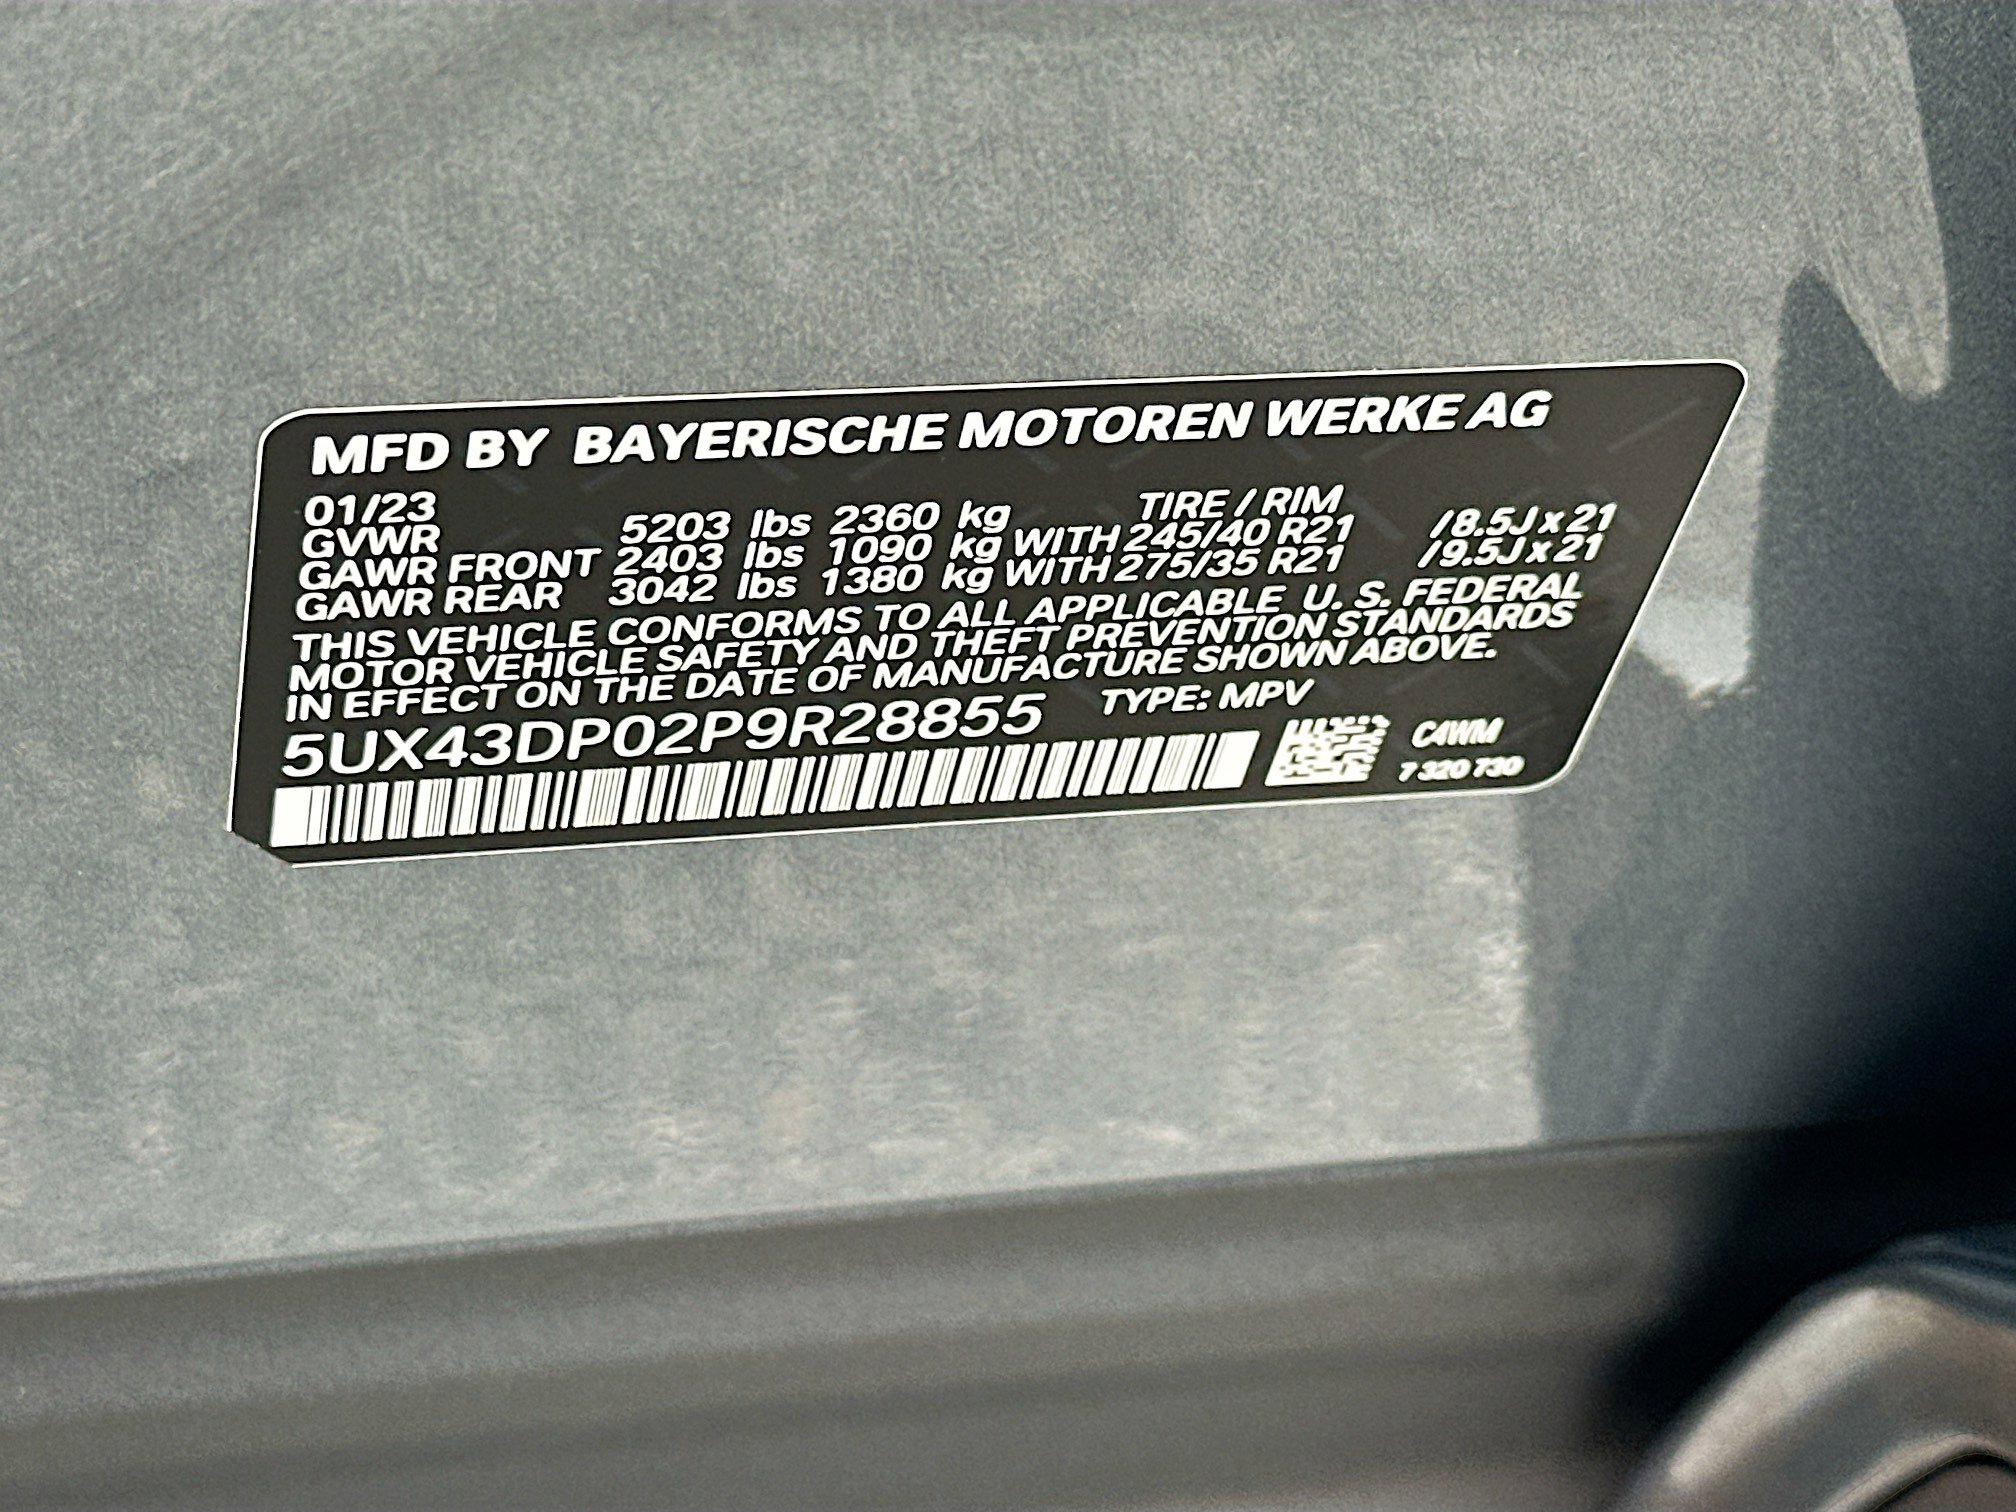 MFD BY BAYERISCHE MOTOREN WERKE AG
01/23 TIRE / RIM
GVWR 5203 lbs 2360 kg
GAWR FRONT 2403 lbs 1090 kg WITH 245/40 R21 /8.5J x 21
GAWR REAR 3042 lbs 1380 kg WITH 275/35 R21 /9.5J x 21
THIS VEHICLE CONFORMS TO ALL APPLICABLE U. S. FEDERAL
MOTOR VEHICLE SAFETY AND THEFT PREVENTION STANDARDS
IN EFFECT ON THE DATE OF MANUFACTURE SHOWN ABOVE.
5UX43DP02P9R28855 TYPE: MPV
C4WM
7 320 730